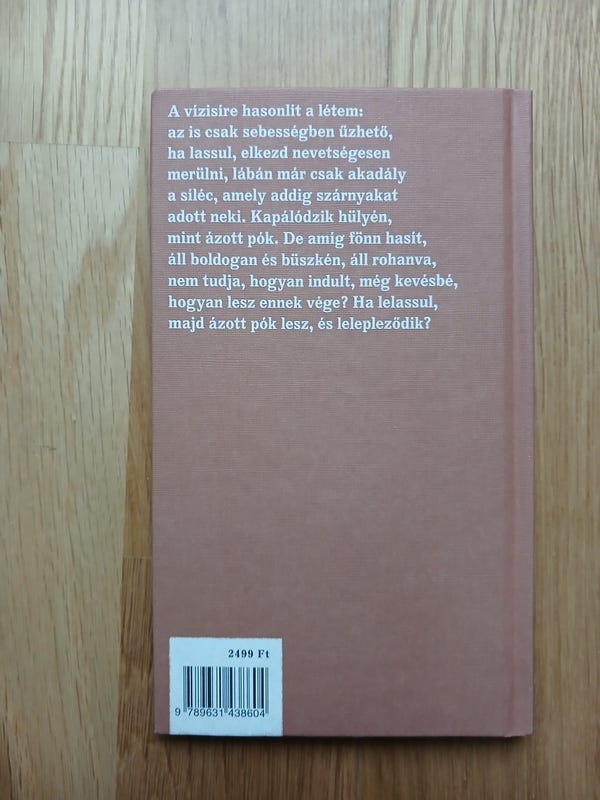 A vízisíre hasonlít a létem:
az is csak sebességben űzhető,
ha lassul, elkezd nevetségesen
merülni, lábán már csak akadály
a síléc, amely addig szárnyakat
adott neki. Kapálódzik hülyén,
mint ázott pók. De amíg fönn hasít,
áll boldogan és büszkén, áll rohanva,
nem tudja, hogyan indult, még kevésbé,
hogyan lesz ennek vége? Ha lelassul,
majd ázott pók lesz, és lelepleződik?
2499 Ft
9 789631 438604